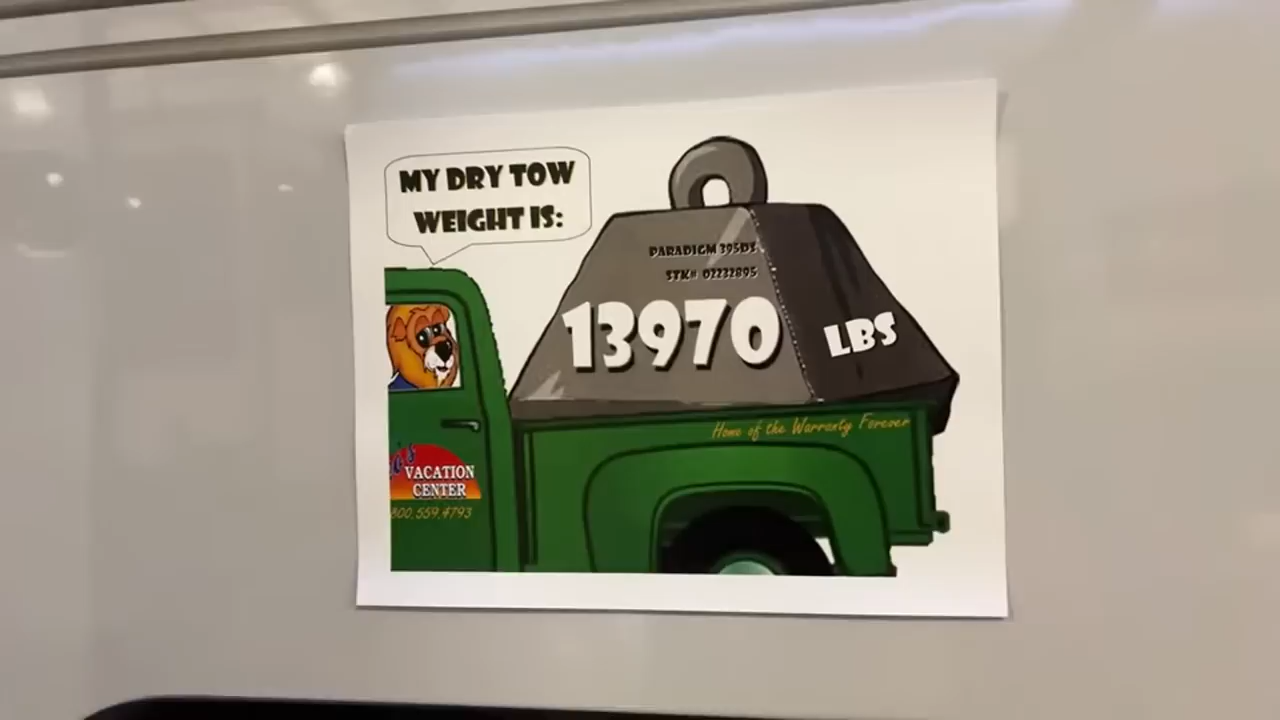 MY DRY TOW
WEIGHT IS:
PARADIGM 395DS
STK# 02232895
13970
LBS
Home of the Warranty Forever
VACATION
CENTER
800.559.4793